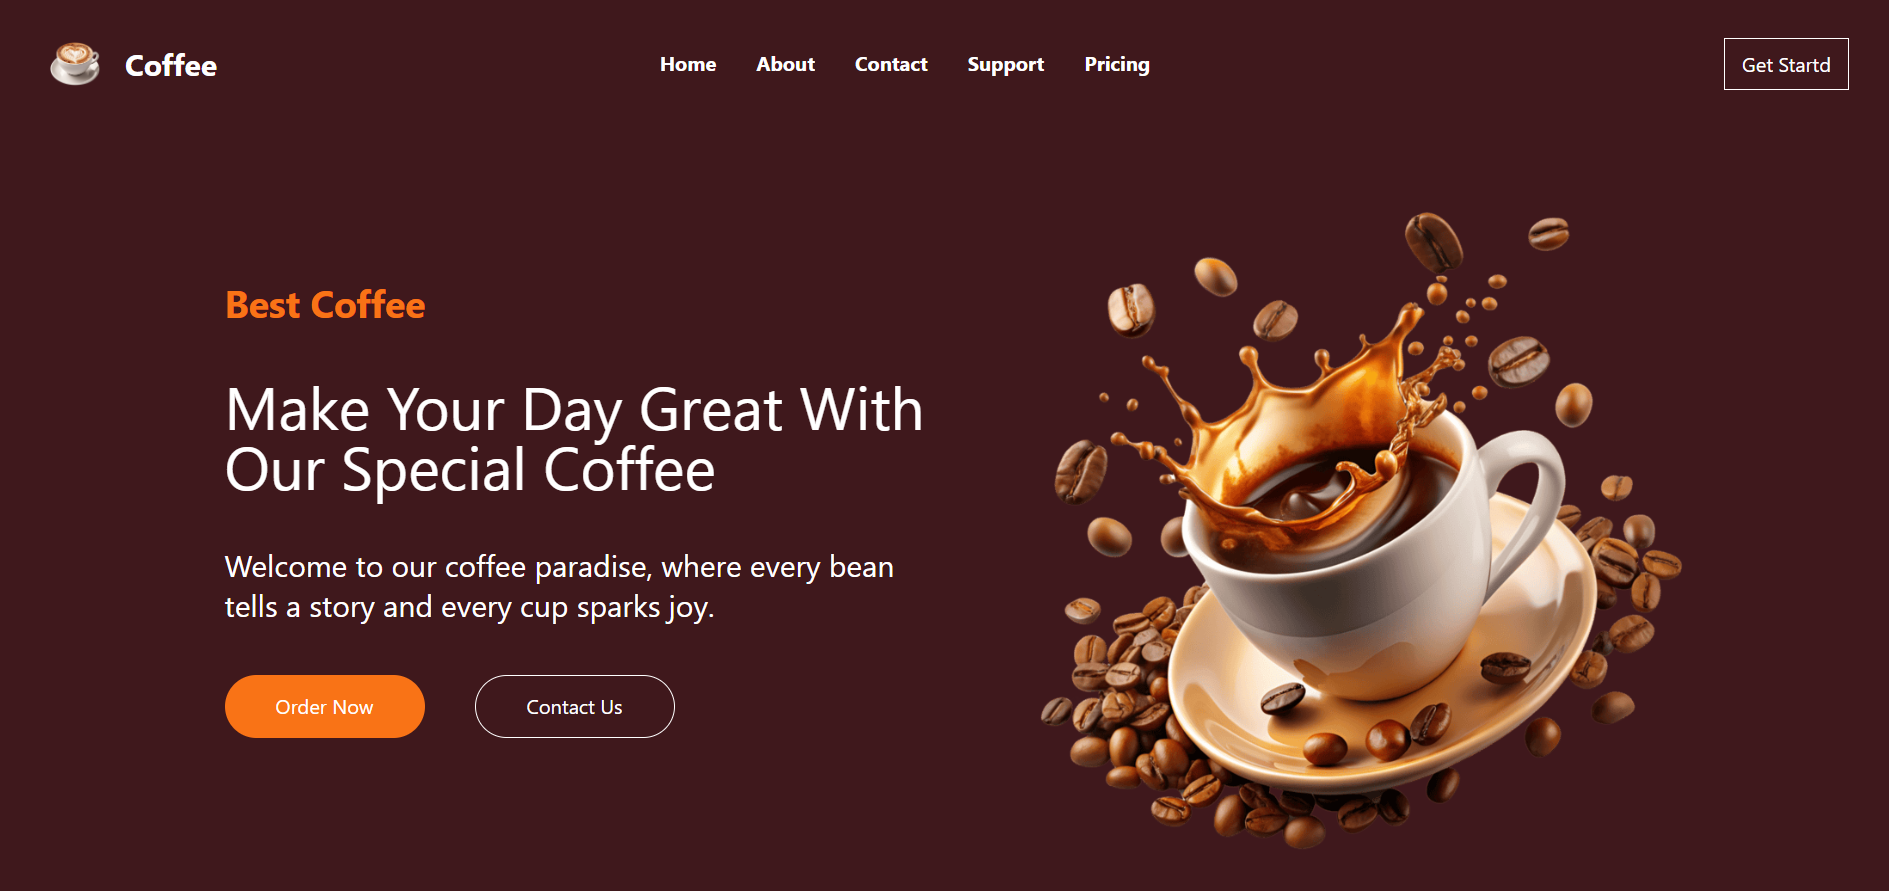 Coffee
Home
About
Contact
Support
Pricing
Get Startd
Best Coffee
Make Your Day Great With
Our Special Coffee
Welcome to our coffee paradise, where every bean
tells a story and every cup sparks joy.
Order Now
Contact Us